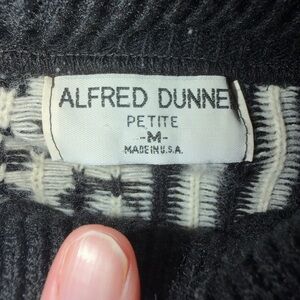 ALFRED DUNNE
PETITE
-M-
MADE IN U.S.A.